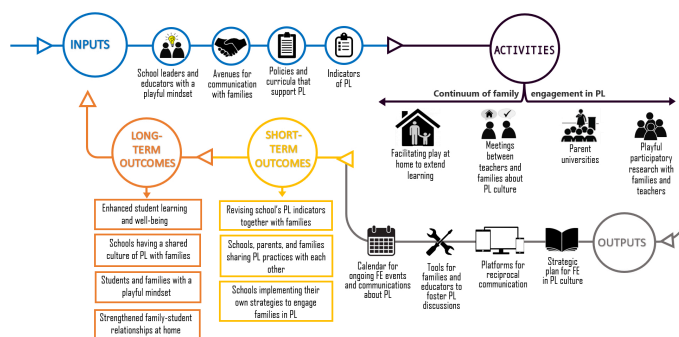 INPUTS
School leaders and
educators with a
playful mindset
Avenues for
communication
with families
Policies and
curricula that
support PL
Indicators
of PL
ACTIVITIES
Continuum of family engagement in PL
Facilitating play at
home to extend
learning
Meetings
between
teachers and
families about
PL culture
Parent
universities
Playful
participatory
research with
families and
teachers
LONG-
TERM
OUTCOMES
Enhanced student learning
and well-being
Schools having a shared
culture of PL with families
Students and families with a
playful mindset
Strengthened family-student
relationships at home
SHORT-
TERM
OUTCOMES
Revising school's PL indicators
together with families
Schools, parents, and families
sharing PL practices with each
other
Schools implementing their
own strategies to engage
families in PL
Calendar for
ongoing FE events
and communications
about PL
Tools for
families and
educators to
foster PL
discussions
Platforms for
reciprocal
communication
Strategic
plan for FE
in PL culture
OUTPUTS